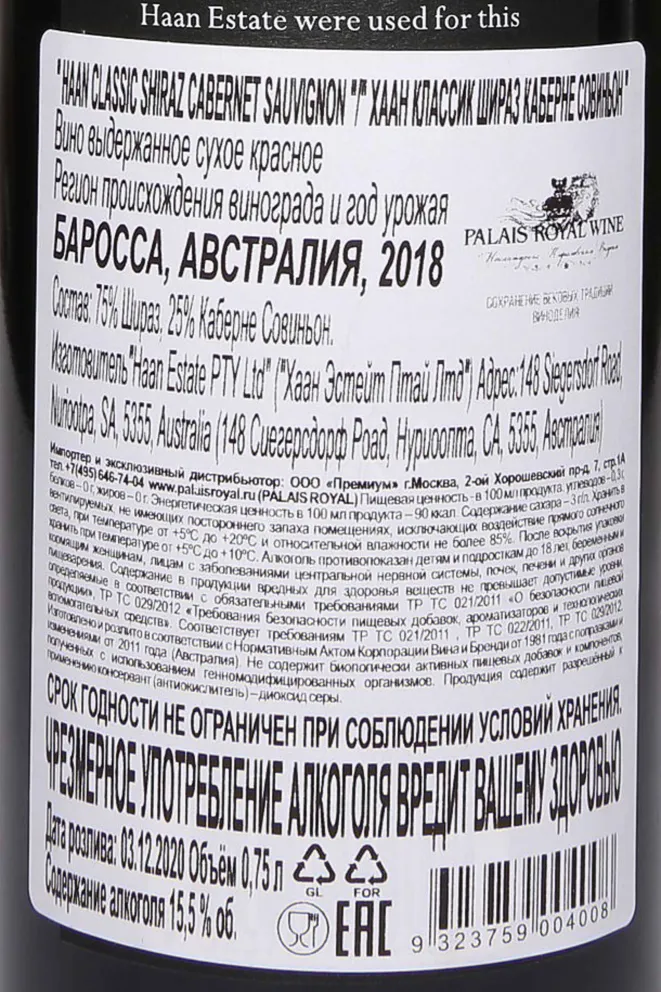 Haan Estate were used for this
"HAAN CLASSIC SHIRAZ CABERNET SAUVIGNON "/" ХААН КЛАССИК ШИРАЗ КАБЕРНЕ СОВИНЬОН"
Вино выдержанное сухое красное
Регион происхождения винограда и год урожая
БАРОССА, АВСТРАЛИЯ, 2018
PALAIS ROYAL WINE
СОХРАНЕНИЕ ВЕКОВЫХ ТРАДИЦИЙ
ВИНОДЕЛИЯ
Состав: 75% Шираз, 25% Каберне Совиньон.
Изготовитель "Haan Estate PTY Ltd" ("Хаан Эстейт Птай Лтд") Адрес:148 Siegersdorf Road,
Nuriootpa, SA, 5355, Australia (148 Сиегерсдорф Роад, Нуриоопта, СА, 5355, Австралия)
Импортер и эксклюзивный дистрибьютор: ООО «Премиум» г.Москва, 2-ой Хорошевский пр-д, 7, стр.1А
тел.+7(495)646-74-04 www.palaisroyal.ru (PALAIS ROYAL) Пищевая ценность - в 100 мл продукта. углеводов – 0,3г,
белков – 0 г, жиров – 0 г. Энергетическая ценность в 100 мл продукта – 90 ккал. Содержание сахара – 3 г/л. Хранить в
вентилируемых, не имеющих постороннего запаха помещениях, исключающих воздействие прямого солнечного
света, при температуре от +5°С до +20°С и относительной влажности не более 85%. После вскрытия упаковки
хранить при температуре от +5°С до +10°С. Алкоголь противопоказан детям и подросткам до 18 лет, беременным и
кормящим женщинам, лицам с заболеваниями центральной нервной системы, почек, печени и других органов
пищеварения. Содержание в продукции вредных для здоровья веществ не превышает допустимые уровни,
определяемые в соответствии с обязательными требованиями ТР ТС 021/2011 «О безопасности пищевой
продукции», ТР ТС 029/2012 «Требования безопасности пищевых добавок, ароматизаторов и технологических
вспомогательных средств». Соответствует требованиям ТР ТС 021/2011 , ТР ТС 022/2011, ТР ТС 029/2012.
Изготовлено и розлито в соответствии с Нормативным Актом Корпорации Вина и Бренди от 1981 года с поправками и
изменениями от 2011 года (Австралия). Не содержит биологически активных пищевых добавок и компонентов,
полученных с использованием генномодифицированных организмов. Продукция содержит разрешённый к
применению консервант (антиокислитель) – диоксид серы.
СРОК ГОДНОСТИ НЕ ОГРАНИЧЕН ПРИ СОБЛЮДЕНИИ УСЛОВИЙ ХРАНЕНИЯ.
ЧРЕЗМЕРНОЕ УПОТРЕБЛЕНИЕ АЛКОГОЛЯ ВРЕДИТ ВАШЕМУ ЗДОРОВЬЮ
Дата розлива: 03.12.2020 Объём 0,75 л
Содержание алкоголя 15,5 % об.
GL FOR
EAC
9 323759 004008